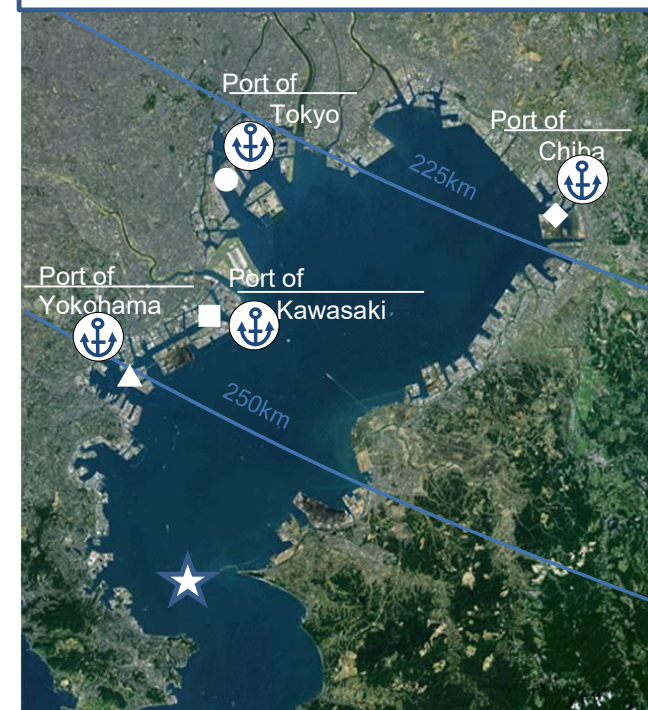 Port of
Tokyo
Port of
Chiba
225km
Port of
Yokohama
Port of
Kawasaki
250km